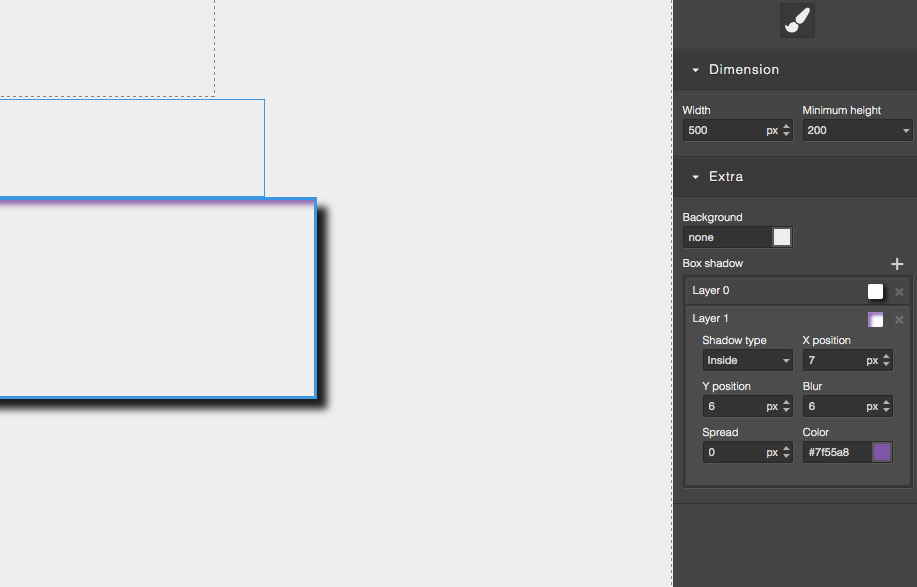 Dimension
Width Minimum height
500 px 200
Extra
Background
none
Box shadow
Layer 0
Layer 1
Shadow type X position
Inside 7 px
Y position Blur
6 px 6 px
Spread Color
0 px #7f55a8